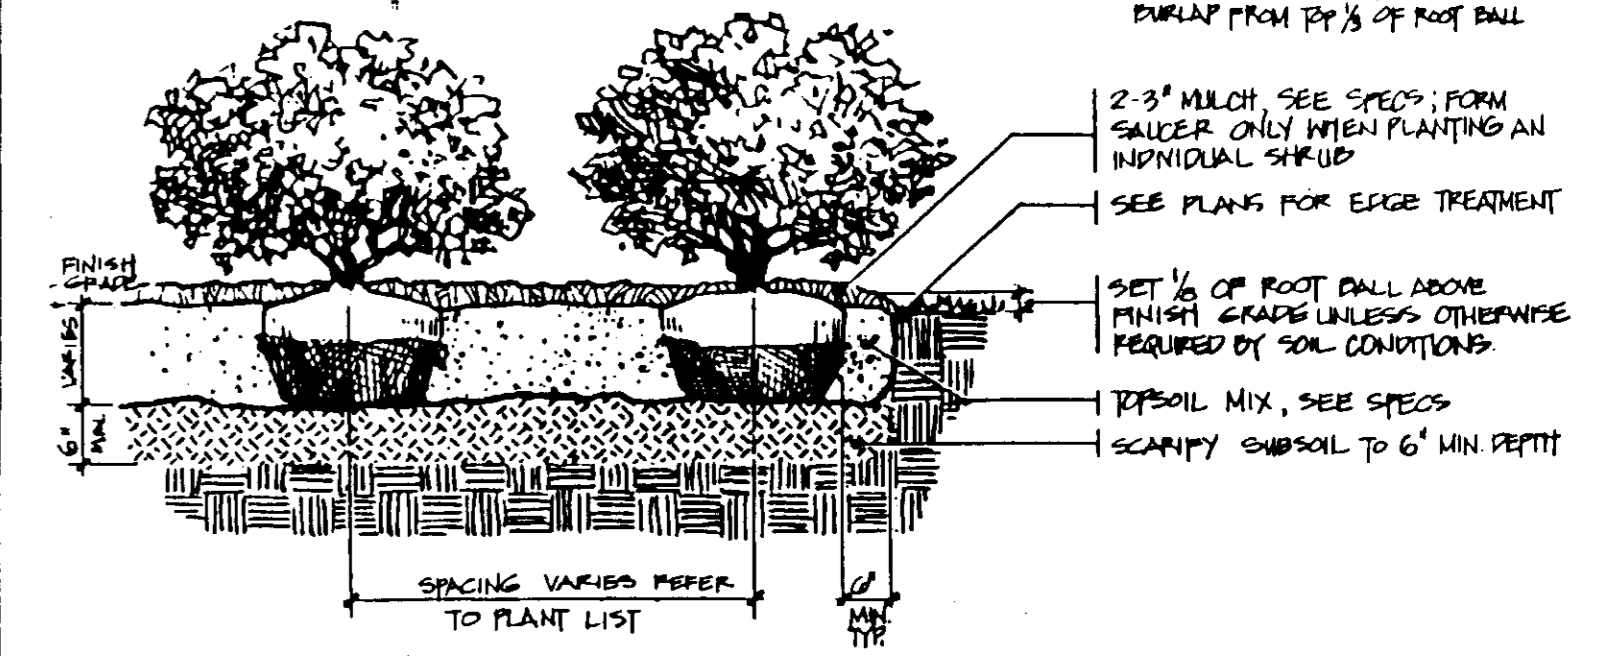 BURLAP FROM TOP 1/3 OF ROOT BALL
2-3" MULCH, SEE SPECS; FORM
SAUCER ONLY WHEN PLANTING AN
INDIVIDUAL SHRUB
SEE PLANS FOR EDGE TREATMENT
FINISH
GRADE
SET 1/8 OF ROOT BALL ABOVE
FINISH GRADE UNLESS OTHERWISE
REQUIRED BY SOIL CONDITIONS.
VARIES
TOPSOIL MIX, SEE SPECS
6"
SCARIFY SUBSOIL TO 6" MIN. DEPTH
SPACING VARIES REFER
TO PLANT LIST
6"
MIN.
TYP.